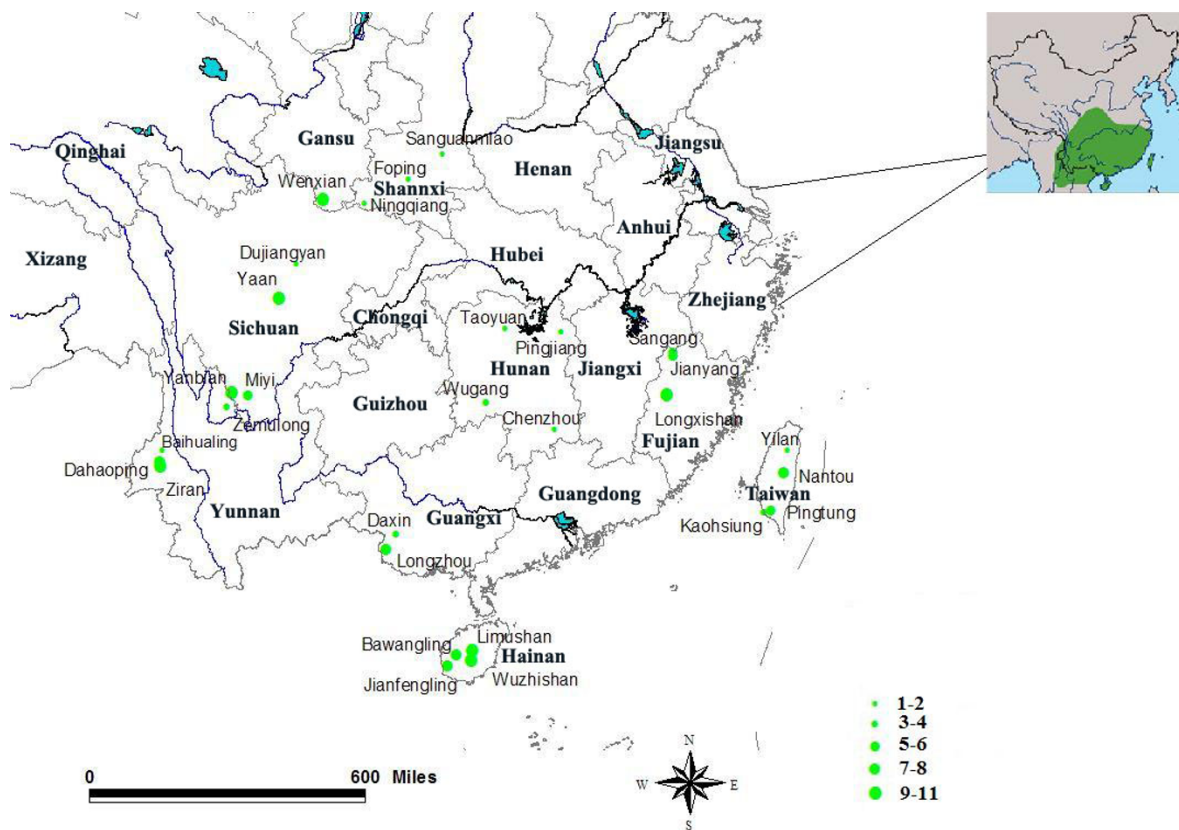 Sanguanmiao
Gansu
Jiangsu
Qinghai
Foping
Henan
Wenxian
Shannxi
Ningqiang
Anhui
Dujiangyan
Hubei
Xizang
Yaan
Zhejiang
Sichuan
Chongqi
Taoyuan
Pingjiang
Sangang
Hunan
Jiangxi
Jianyang
Yanbian
Miyi
Wugang
Guizhou
Zemulong
Chenzhou
Longxishan
Baihualing
Fujian
Yilan
Dahaoping
Nantou
Ziran
Guangdong
Taiwan
Yunnan
Daxin
Guangxi
Kaohsiung
Pingtung
Longzhou
Bawangling
Limushan
Hainan
Jianfengling
Wuzhishan
1-2
3-4
5-6
7-8
9-11
0
600 Miles
N
W
E
S